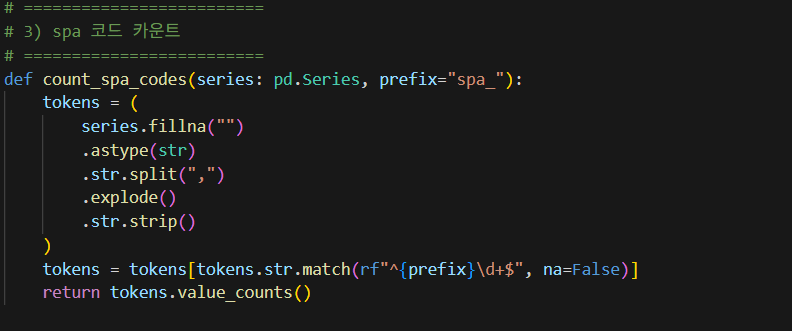 # =========================
# 3) spa 코드 카운트
# =========================
def count_spa_codes(series: pd.Series, prefix="spa_"):
    tokens = (
        series.fillna("")
        .astype(str)
        .str.split(",")
        .explode()
        .str.strip()
    )
    tokens = tokens[tokens.str.match(rf"^{prefix}\d+$", na=False)]
    return tokens.value_counts()